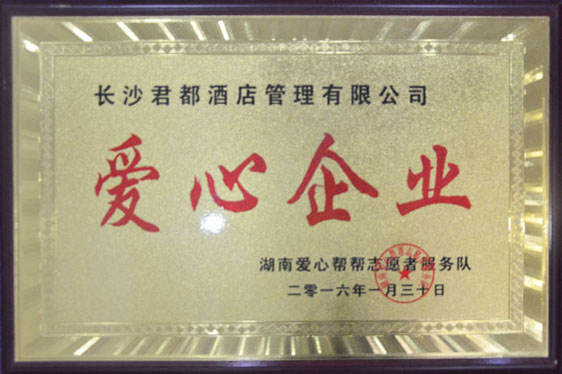 长沙君都酒店管理有限公司
爱心企业
湖南爱心帮帮志愿者服务队
二零一六年一月三十日